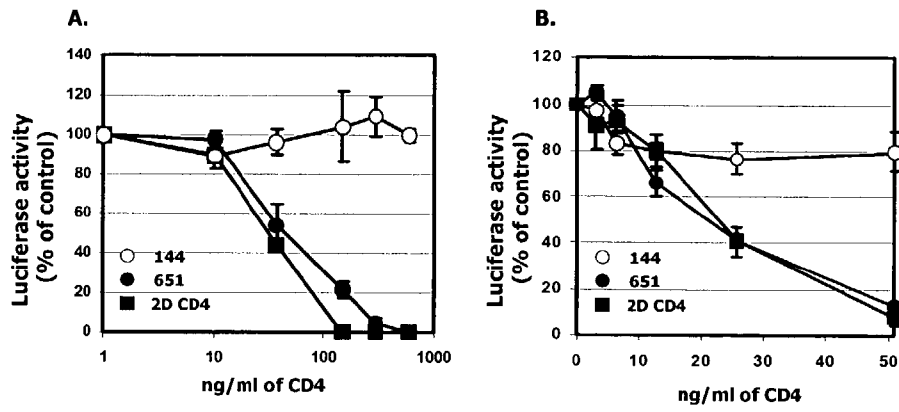 A.
140
120
100
80
60
40
20
0
Luciferase activity
(% of control)
144
651
2D CD4
1 10 100 1000
ng/ml of CD4
B.
120
100
80
60
40
20
0
Luciferase activity
(% of control)
144
651
2D CD4
0 10 20 30 40 50
ng/ml of CD4